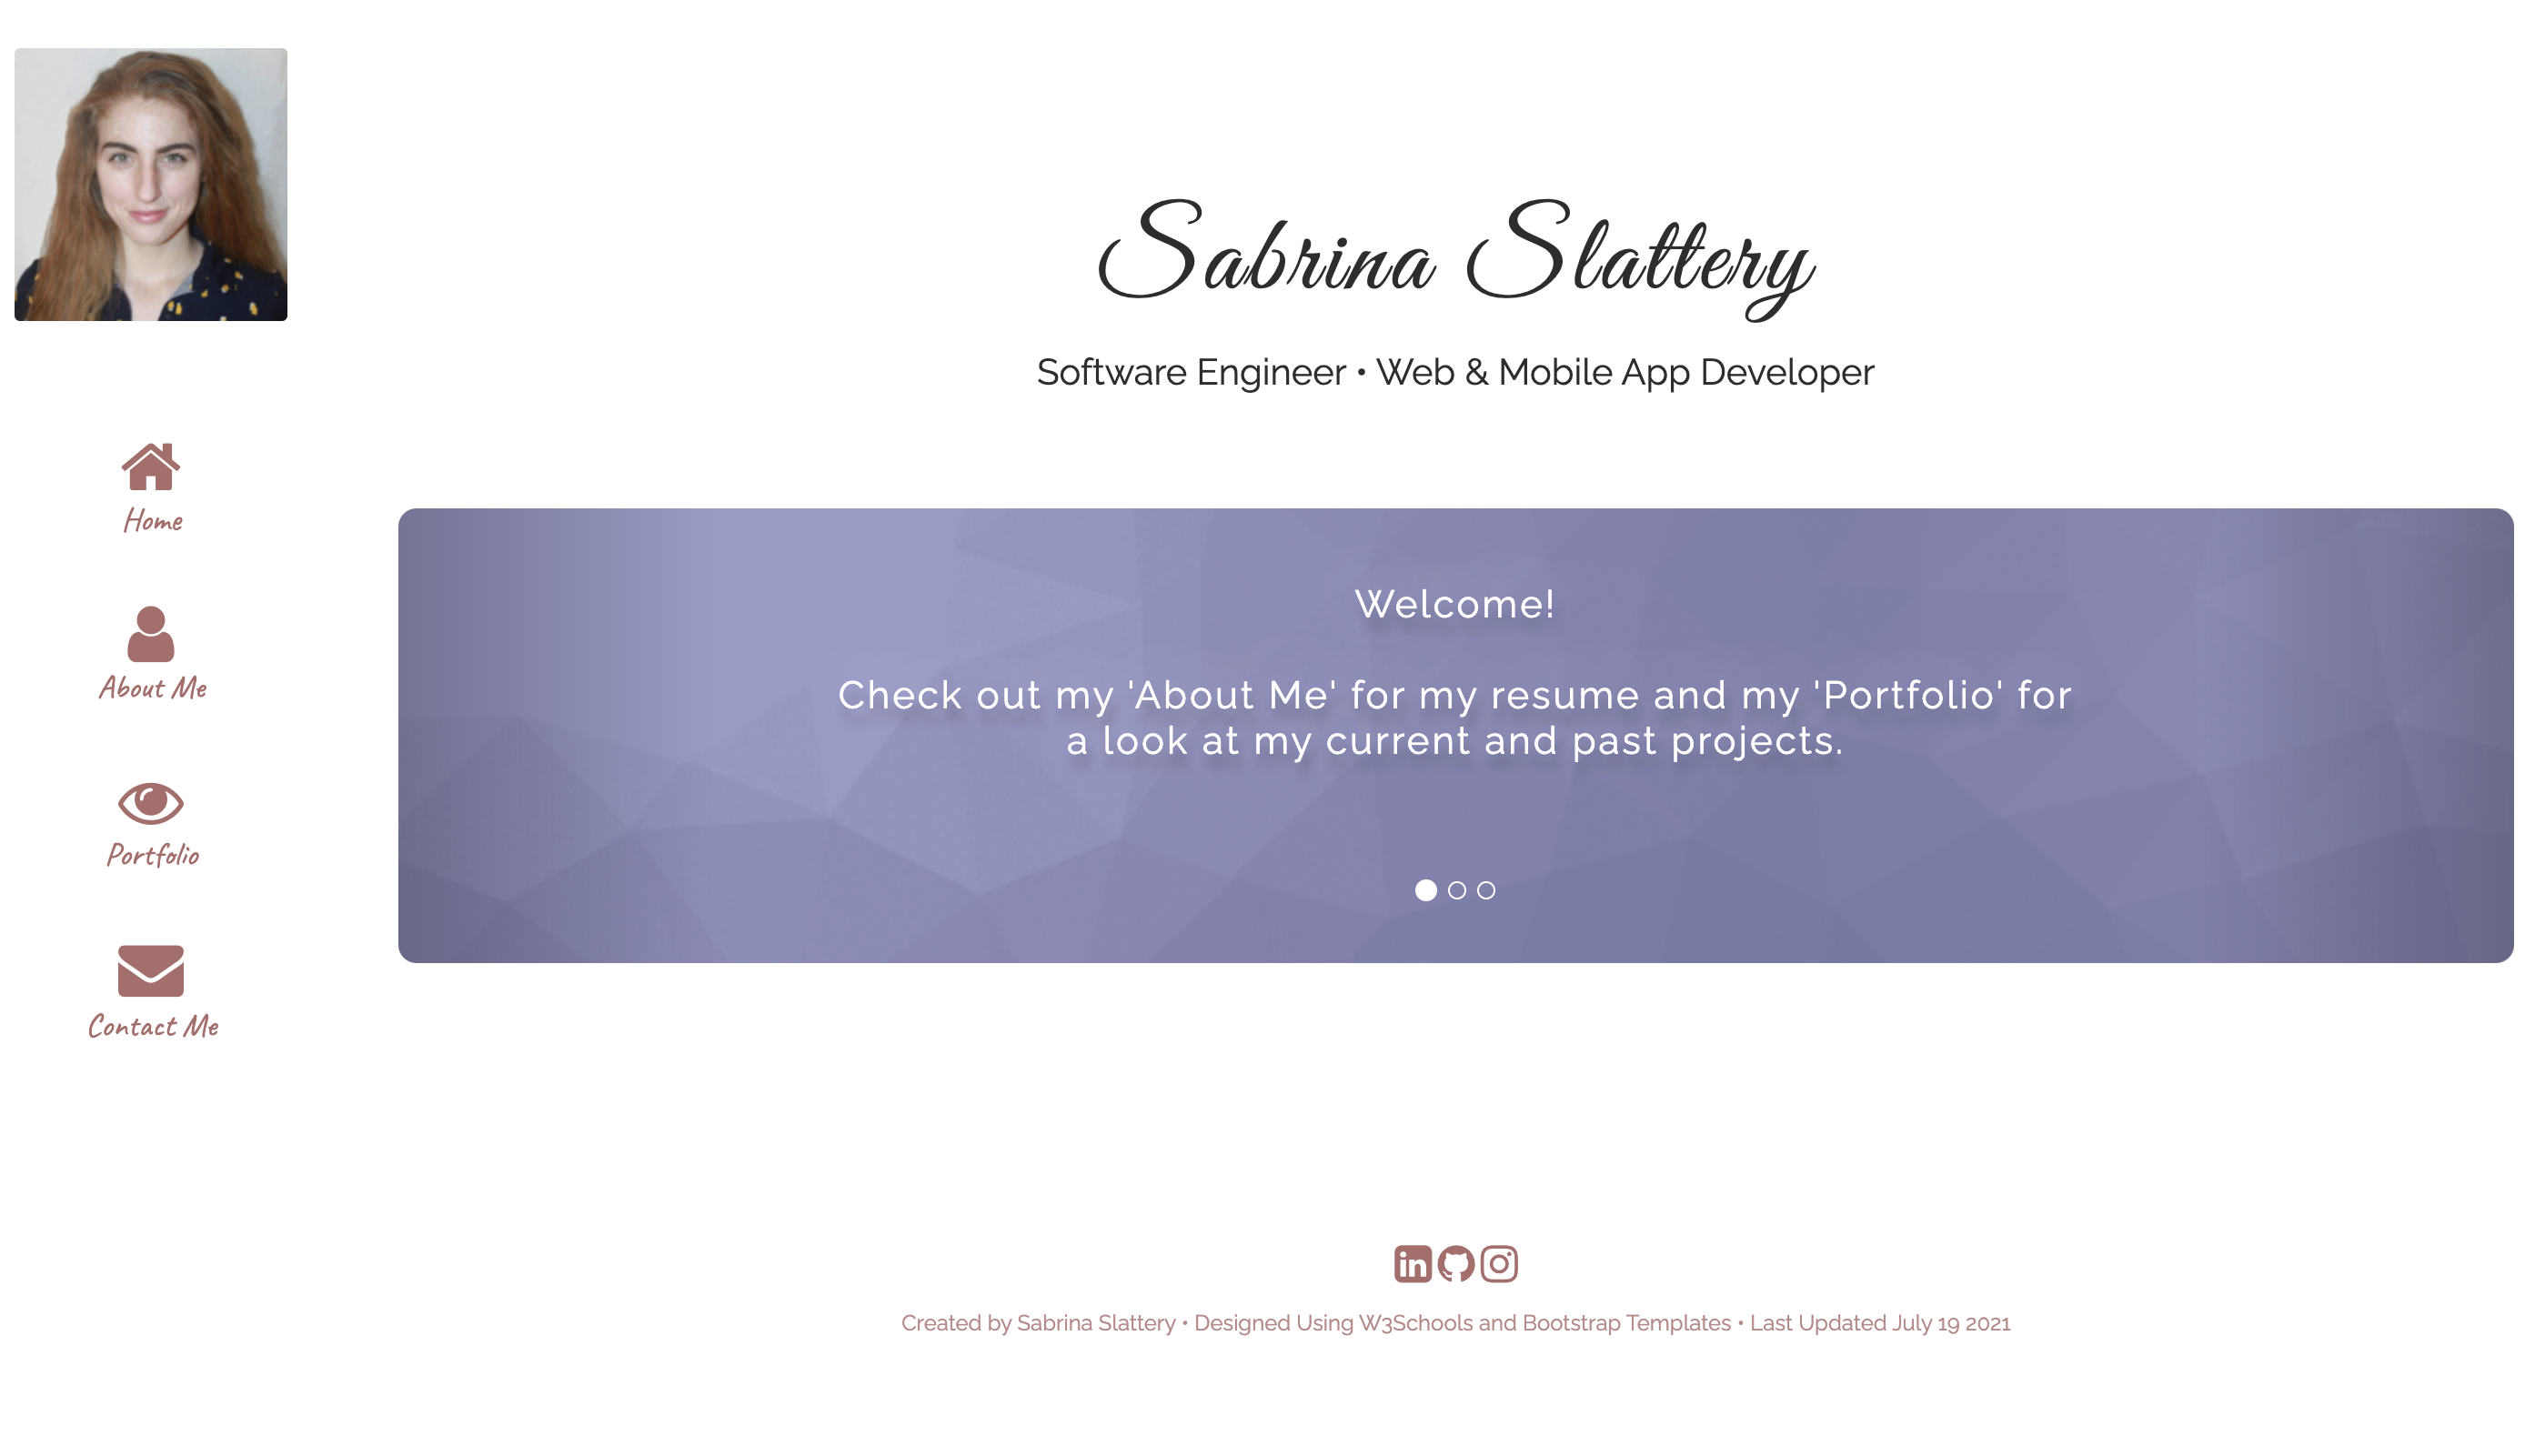 Sabrina Slattery
Software Engineer • Web & Mobile App Developer
Home
About Me
Portfolio
Contact Me
Welcome!
Check out my 'About Me' for my resume and my 'Portfolio' for
a look at my current and past projects.
in
Created by Sabrina Slattery • Designed Using W3Schools and Bootstrap Templates • Last Updated July 19 2021